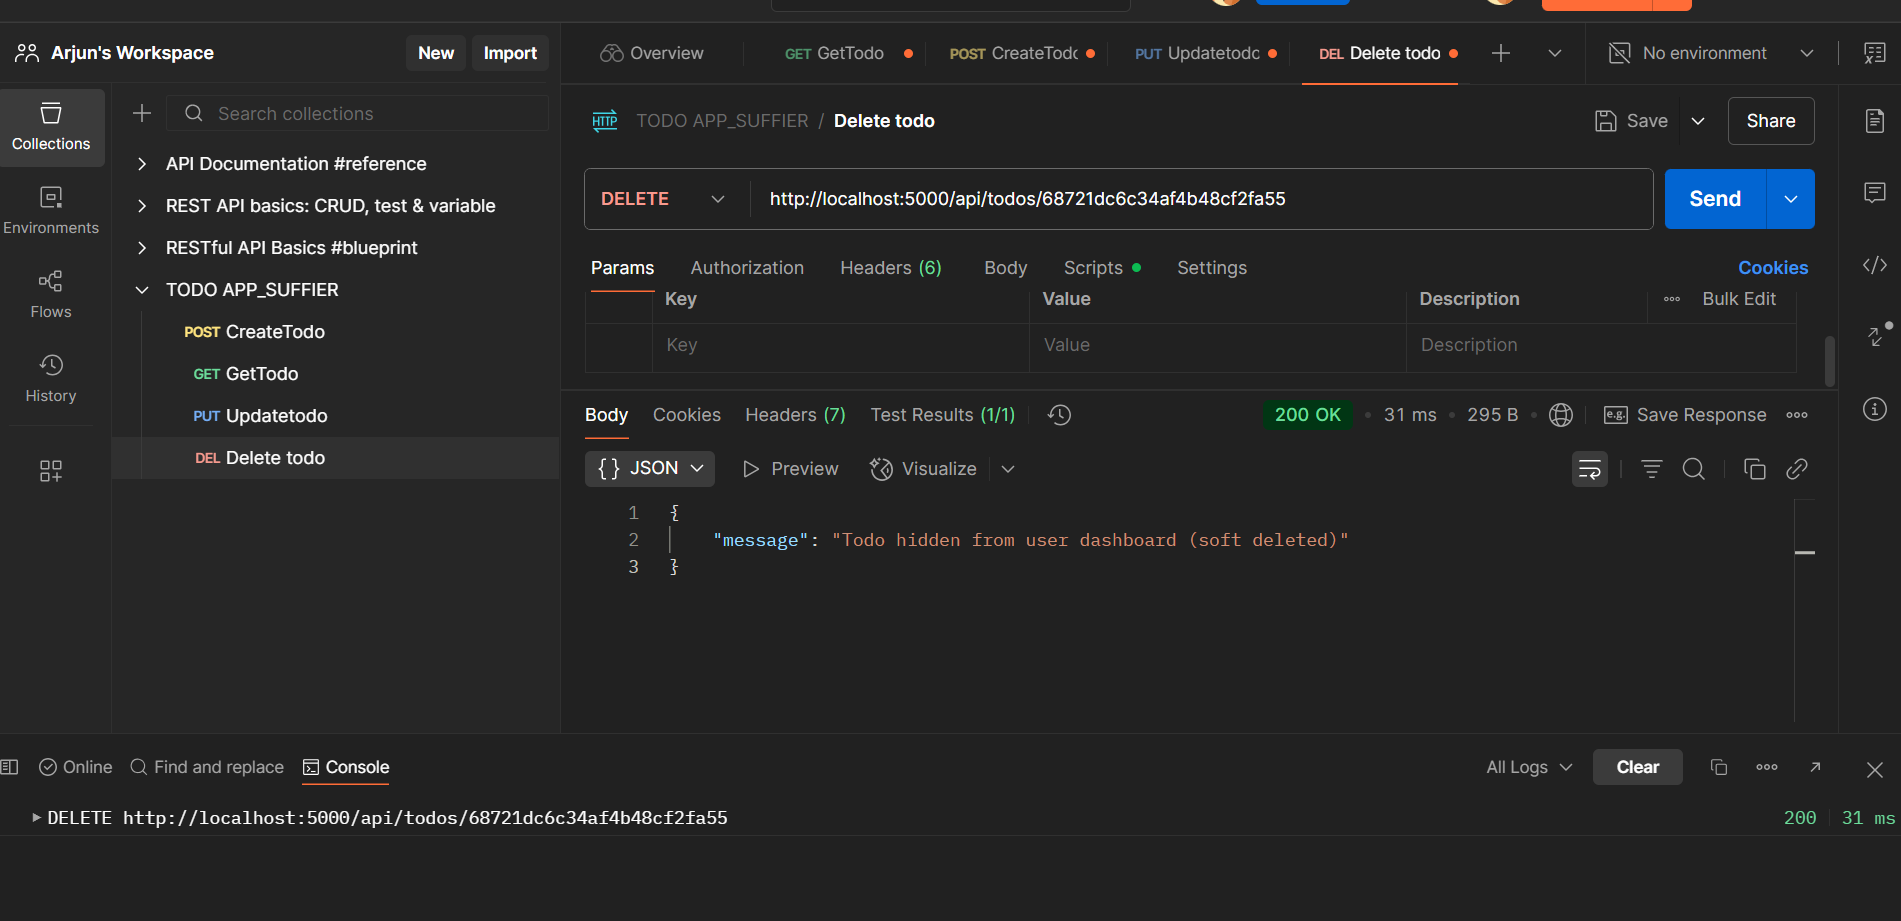 Arjun's Workspace
New
Import
Overview
GET GetTodo
POST CreateTodo
PUT Updatetodo
DEL Delete todo
No environment
Collections
Environments
Flows
History
Search collections
API Documentation #reference
REST API basics: CRUD, test & variable
RESTful API Basics #blueprint
TODO APP_SUFFIER
POST CreateTodo
GET GetTodo
PUT Updatetodo
DEL Delete todo
HTTP
TODO APP_SUFFIER / Delete todo
Save
Share
DELETE
http://localhost:5000/api/todos/68721dc6c34af4b48cf2fa55
Send
Params
Authorization
Headers (6)
Body
Scripts
Settings
Cookies
Key
Value
Description
Bulk Edit
Key
Value
Description
Body
Cookies
Headers (7)
Test Results (1/1)
200 OK
31 ms
295 B
e.g.
Save Response
{} JSON
Preview
Visualize
1 {
2 "message": "Todo hidden from user dashboard (soft deleted)"
3 }
Online
Find and replace
Console
All Logs
Clear
DELETE http://localhost:5000/api/todos/68721dc6c34af4b48cf2fa55
200
31 ms